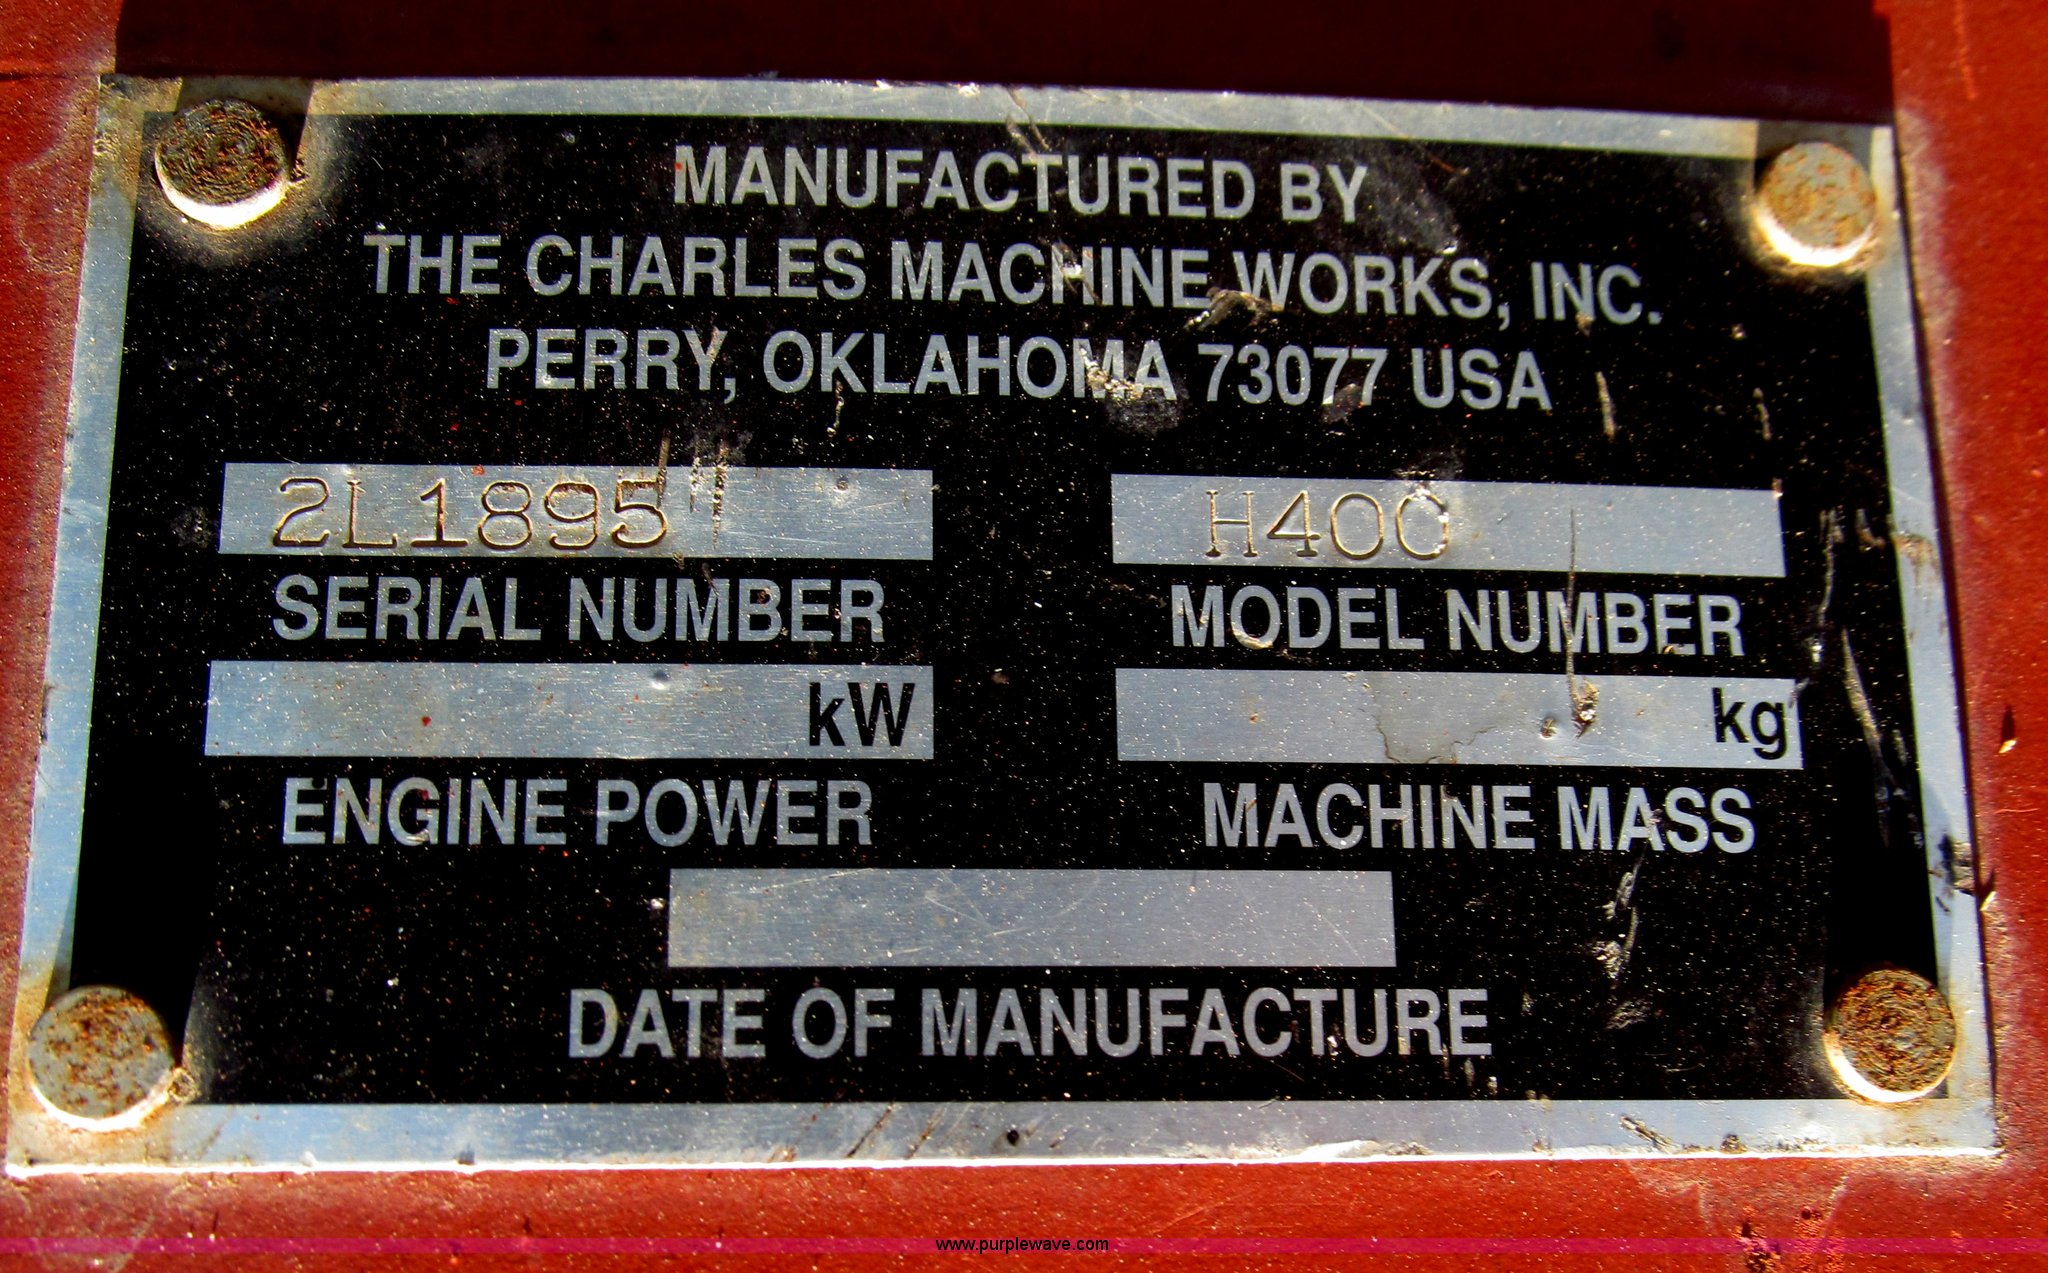 MANUFACTURED BY
THE CHARLES MACHINE WORKS, INC.
PERRY, OKLAHOMA 73077 USA
2L1895 H400
SERIAL NUMBER MODEL NUMBER
kW kg
ENGINE POWER MACHINE MASS
DATE OF MANUFACTURE
www.purplewave.com